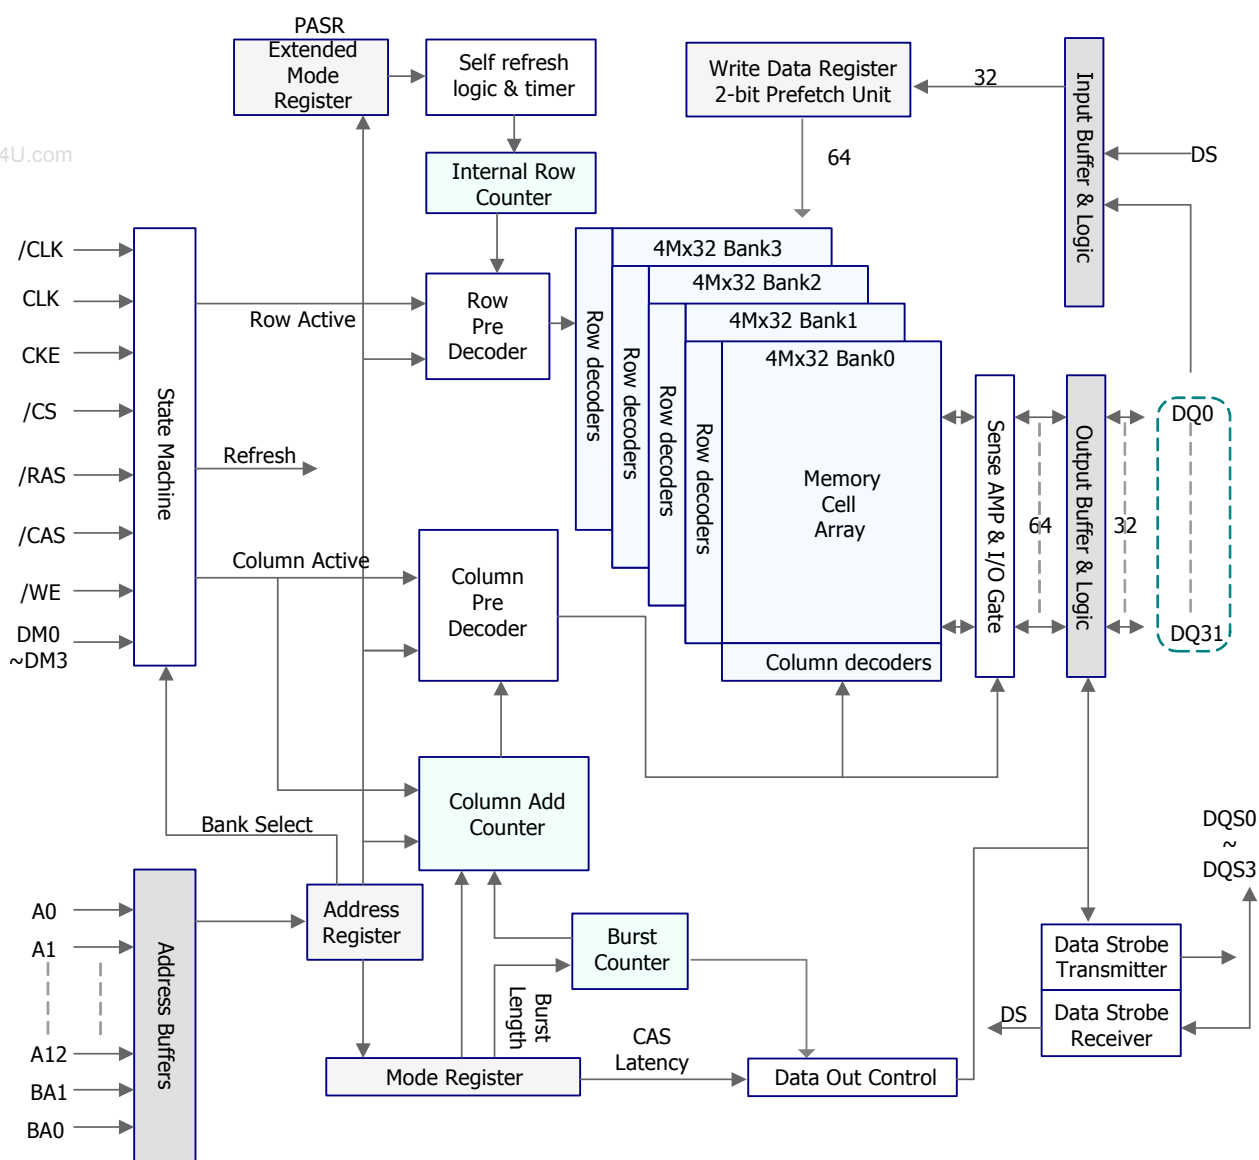 PASR
Extended
Mode
Register
Self refresh
logic & timer
Write Data Register
2-bit Prefetch Unit
32
Input Buffer & Logic
4U.com
64
DS
Internal Row
Counter
/CLK
CLK
CKE
/CS
/RAS
/CAS
/WE
DM0
~DM3
State Machine
Row Active
Refresh
Column Active
Row
Pre
Decoder
4Mx32 Bank3
4Mx32 Bank2
4Mx32 Bank1
4Mx32 Bank0
Row decoders
Row decoders
Row decoders
Row decoders
Memory
Cell
Array
Column decoders
Sense AMP & I/O Gate
64
Output Buffer & Logic
32
DQ0
DQ31
Column
Pre
Decoder
Column Add
Counter
Bank Select
A0
A1
A12
BA1
BA0
Address Buffers
Address
Register
Burst
Counter
Burst
Length
Mode Register
CAS
Latency
Data Out Control
DQS0
~
DQS3
Data Strobe
Transmitter
Data Strobe
Receiver
DS